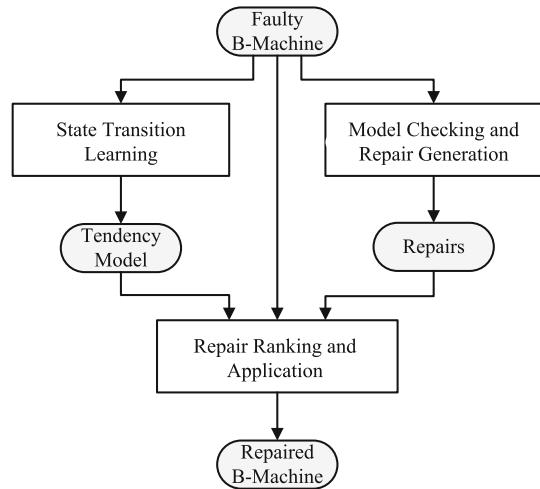 Faulty
B-Machine
State Transition
Learning
Model Checking and
Repair Generation
Tendency
Model
Repairs
Repair Ranking and
Application
Repaired
B-Machine